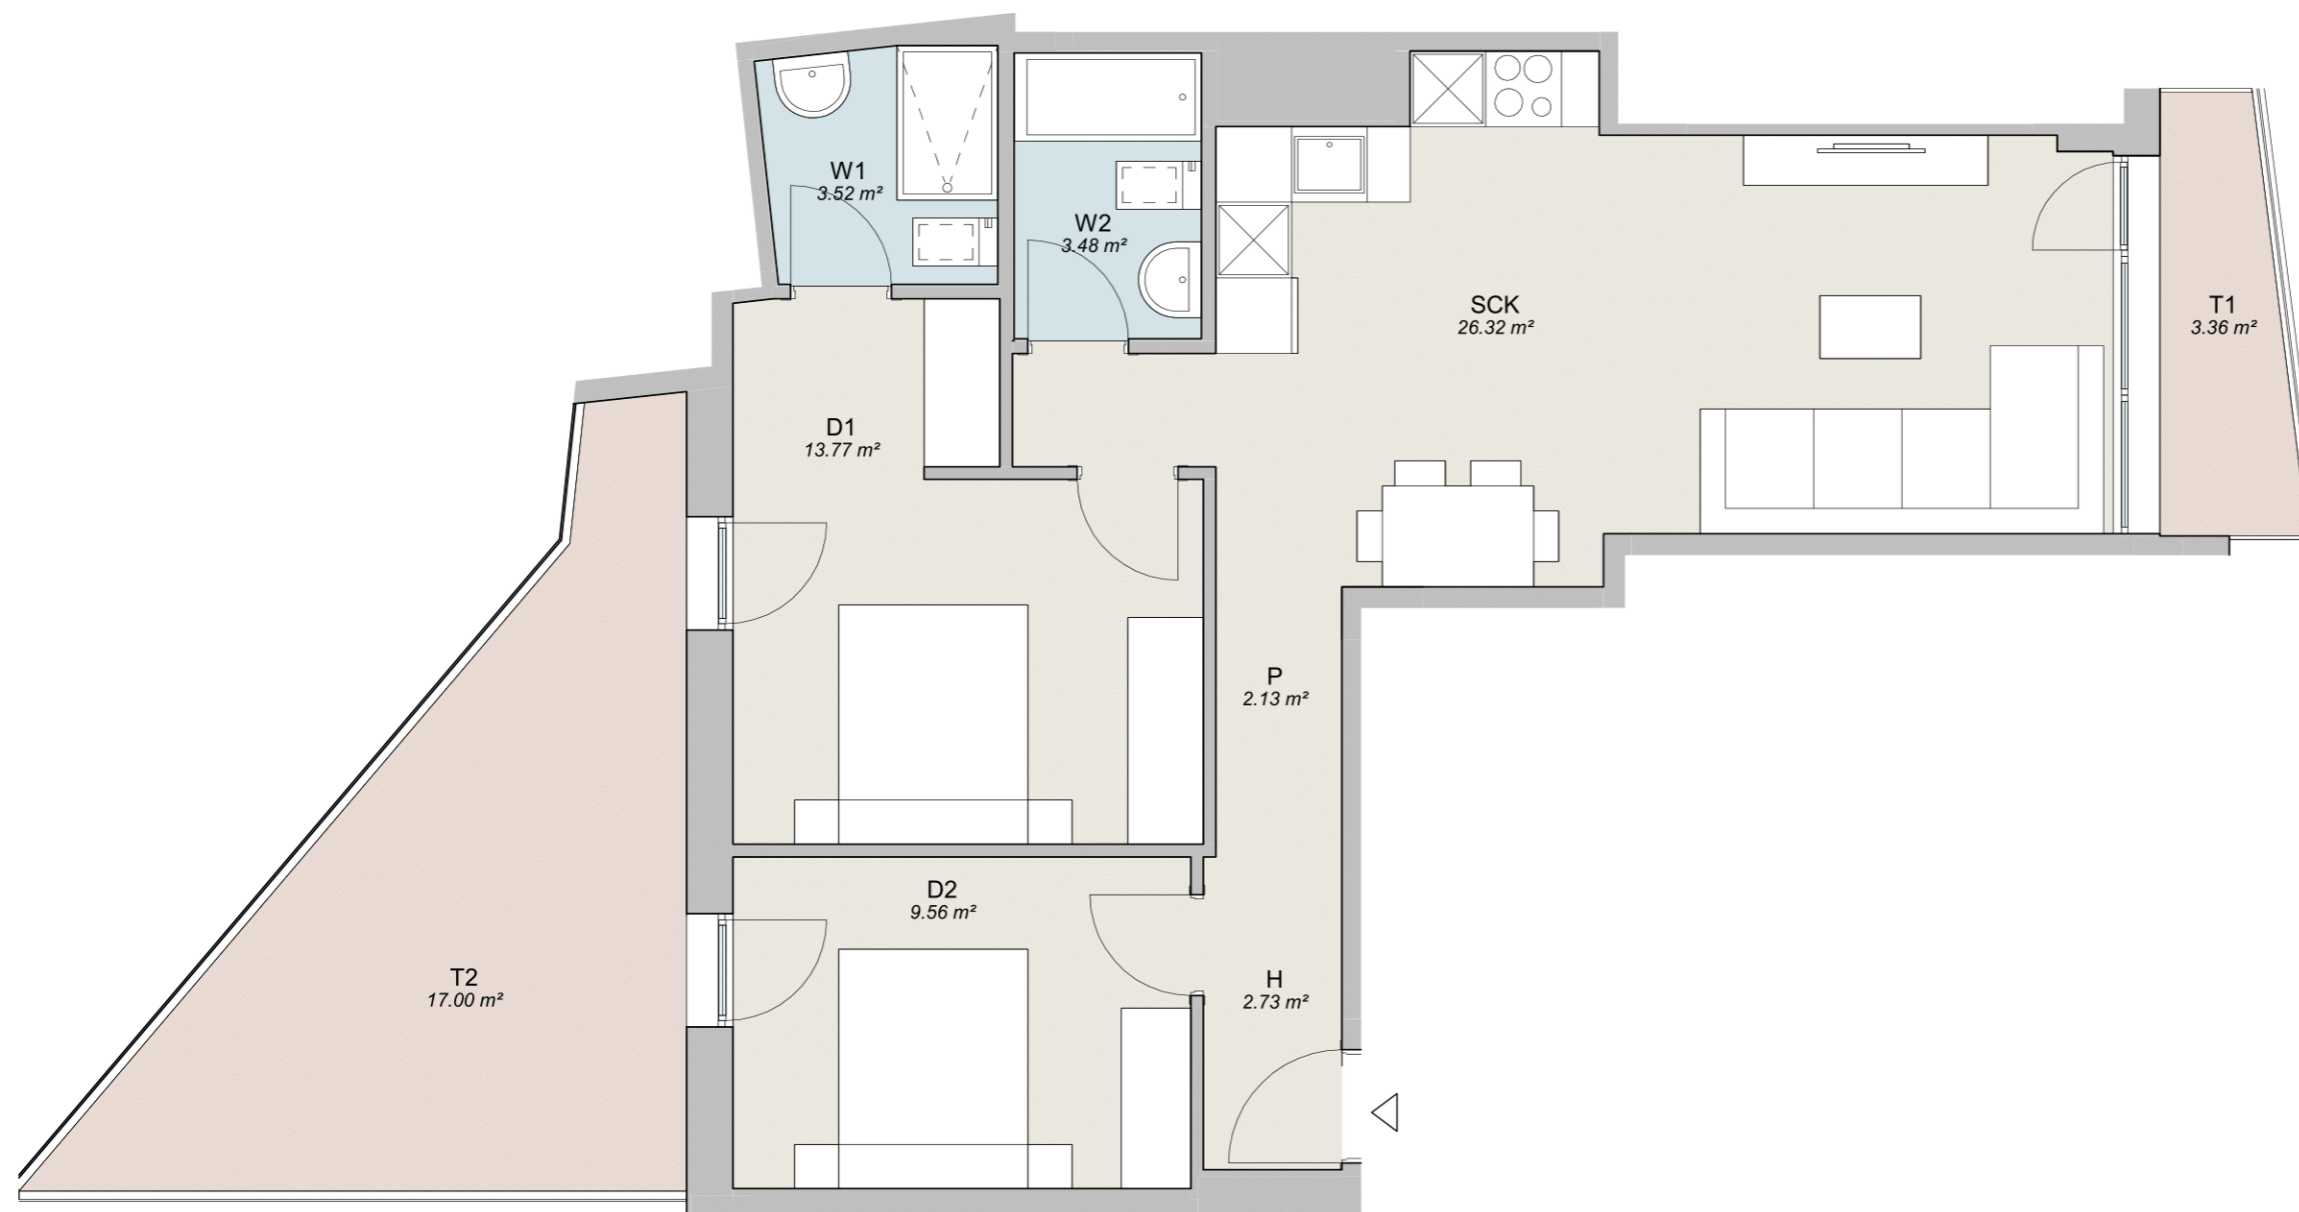 W1
3.52 m²
W2
3.48 m²
SCK
26.32 m²
T1
3.36 m²
D1
13.77 m²
P
2.13 m²
D2
9.56 m²
T2
17.00 m²
H
2.73 m²